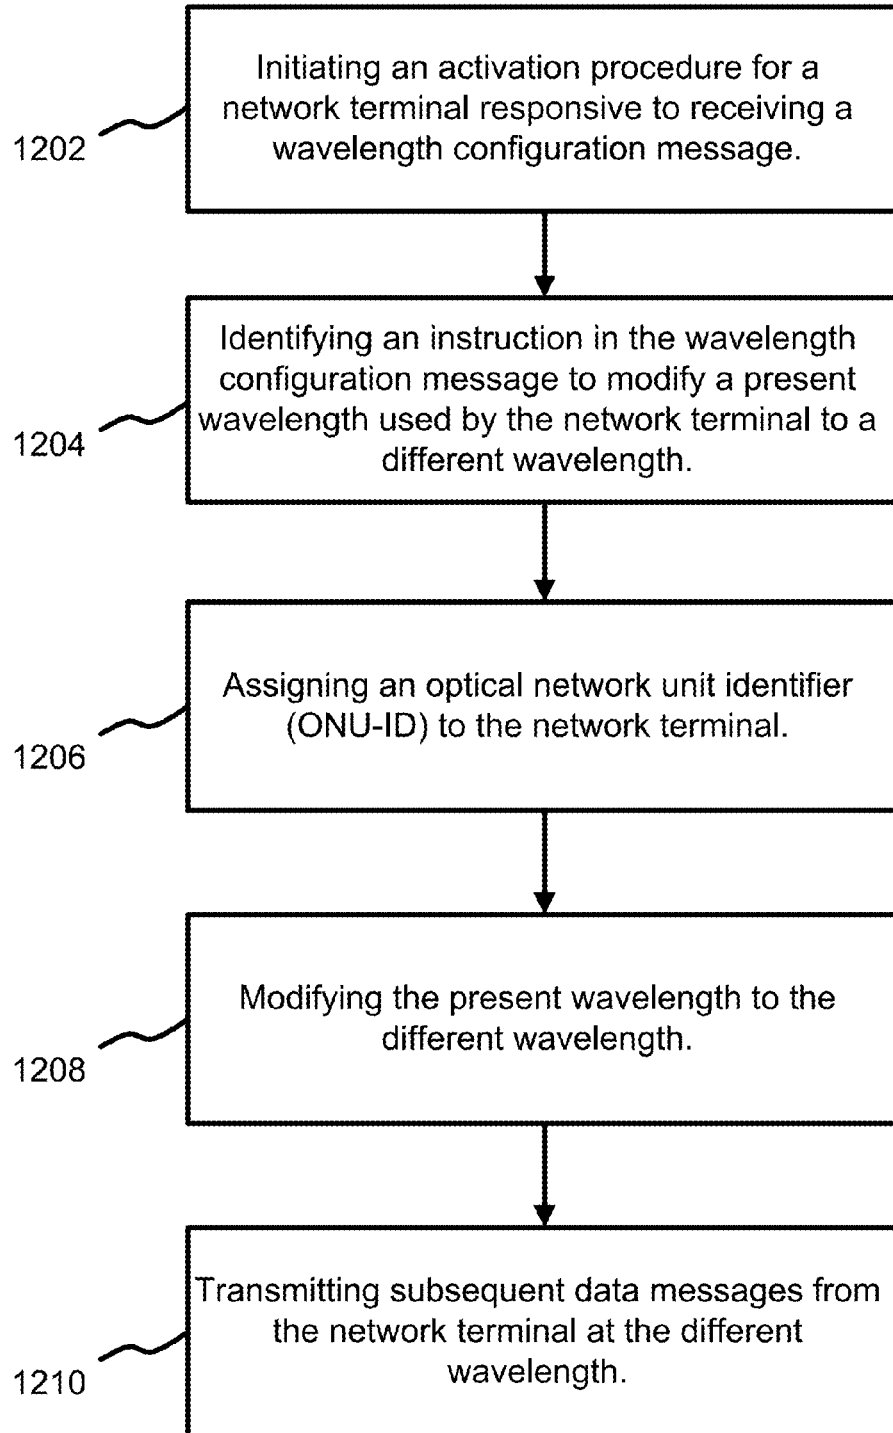 Initiating an activation procedure for a
network terminal responsive to receiving a
wavelength configuration message.
1202
Identifying an instruction in the wavelength
configuration message to modify a present
wavelength used by the network terminal to a
different wavelength.
1204
Assigning an optical network unit identifier
(ONU-ID) to the network terminal.
1206
Modifying the present wavelength to the
different wavelength.
1208
Transmitting subsequent data messages from
the network terminal at the different
wavelength.
1210